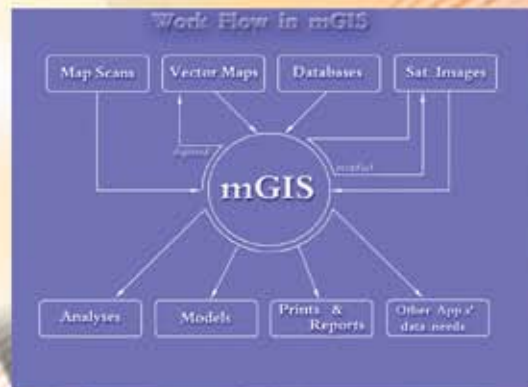 Work Flow in mGIS
Map Scans
Vector Maps
Databases
Sat. Images
digitized
mGIS
Analyses
Models
Prints &
Reports
Other App.s'
data needs